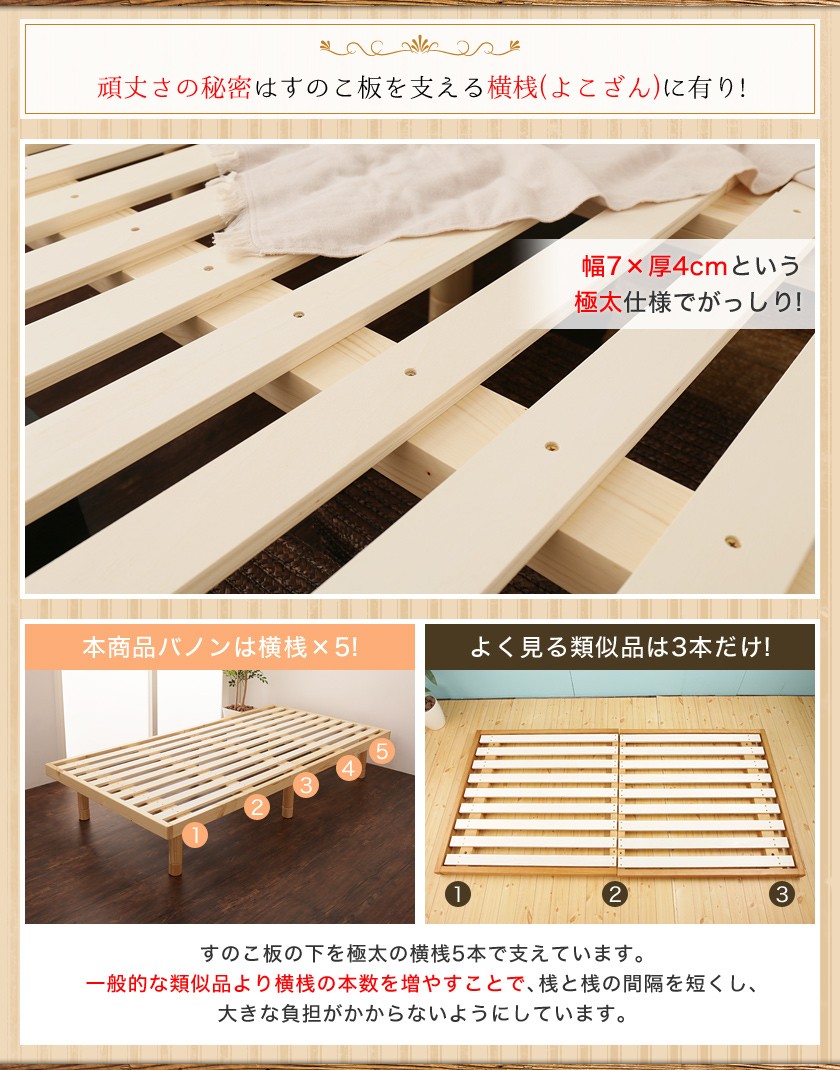 頑丈さの秘密はすのこ板を支える横桟(よこざん)に有り!
幅7×厚4cmという
極太仕様でがっしり!
本商品バノンは横桟×5!
よく見る類似品は3本だけ!
1
2
3
4
5
1
2
3
すのこ板の下を極太の横桟5本で支えています。
一般的な類似品より横桟の本数を増やすことで、桟と桟の間隔を短くし、
大きな負担がかからないようにしています。